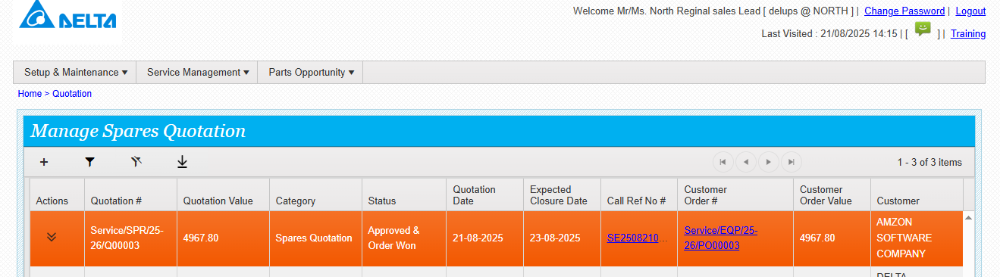 DELTA
Welcome Mr/Ms. North Reginal sales Lead [ delups @ NORTH ] | Change Password | Logout
Last Visited : 21/08/2025 14:15 | [ ] | Training
Setup & Maintenance Service Management Parts Opportunity
Home > Quotation
Manage Spares Quotation
1 - 3 of 3 items
Actions
Quotation #
Quotation Value
Category
Status
Quotation
Date
Expected
Closure Date
Call Ref No #
Customer
Order #
Customer
Order Value
Customer
Service/SPR/25-
26/Q00003
4967.80
Spares Quotation
Approved &
Order Won
21-08-2025
23-08-2025
SE2508210...
Service/EQP/25-
26/PO00003
4967.80
AMZON
SOFTWARE
COMPANY
DELTA